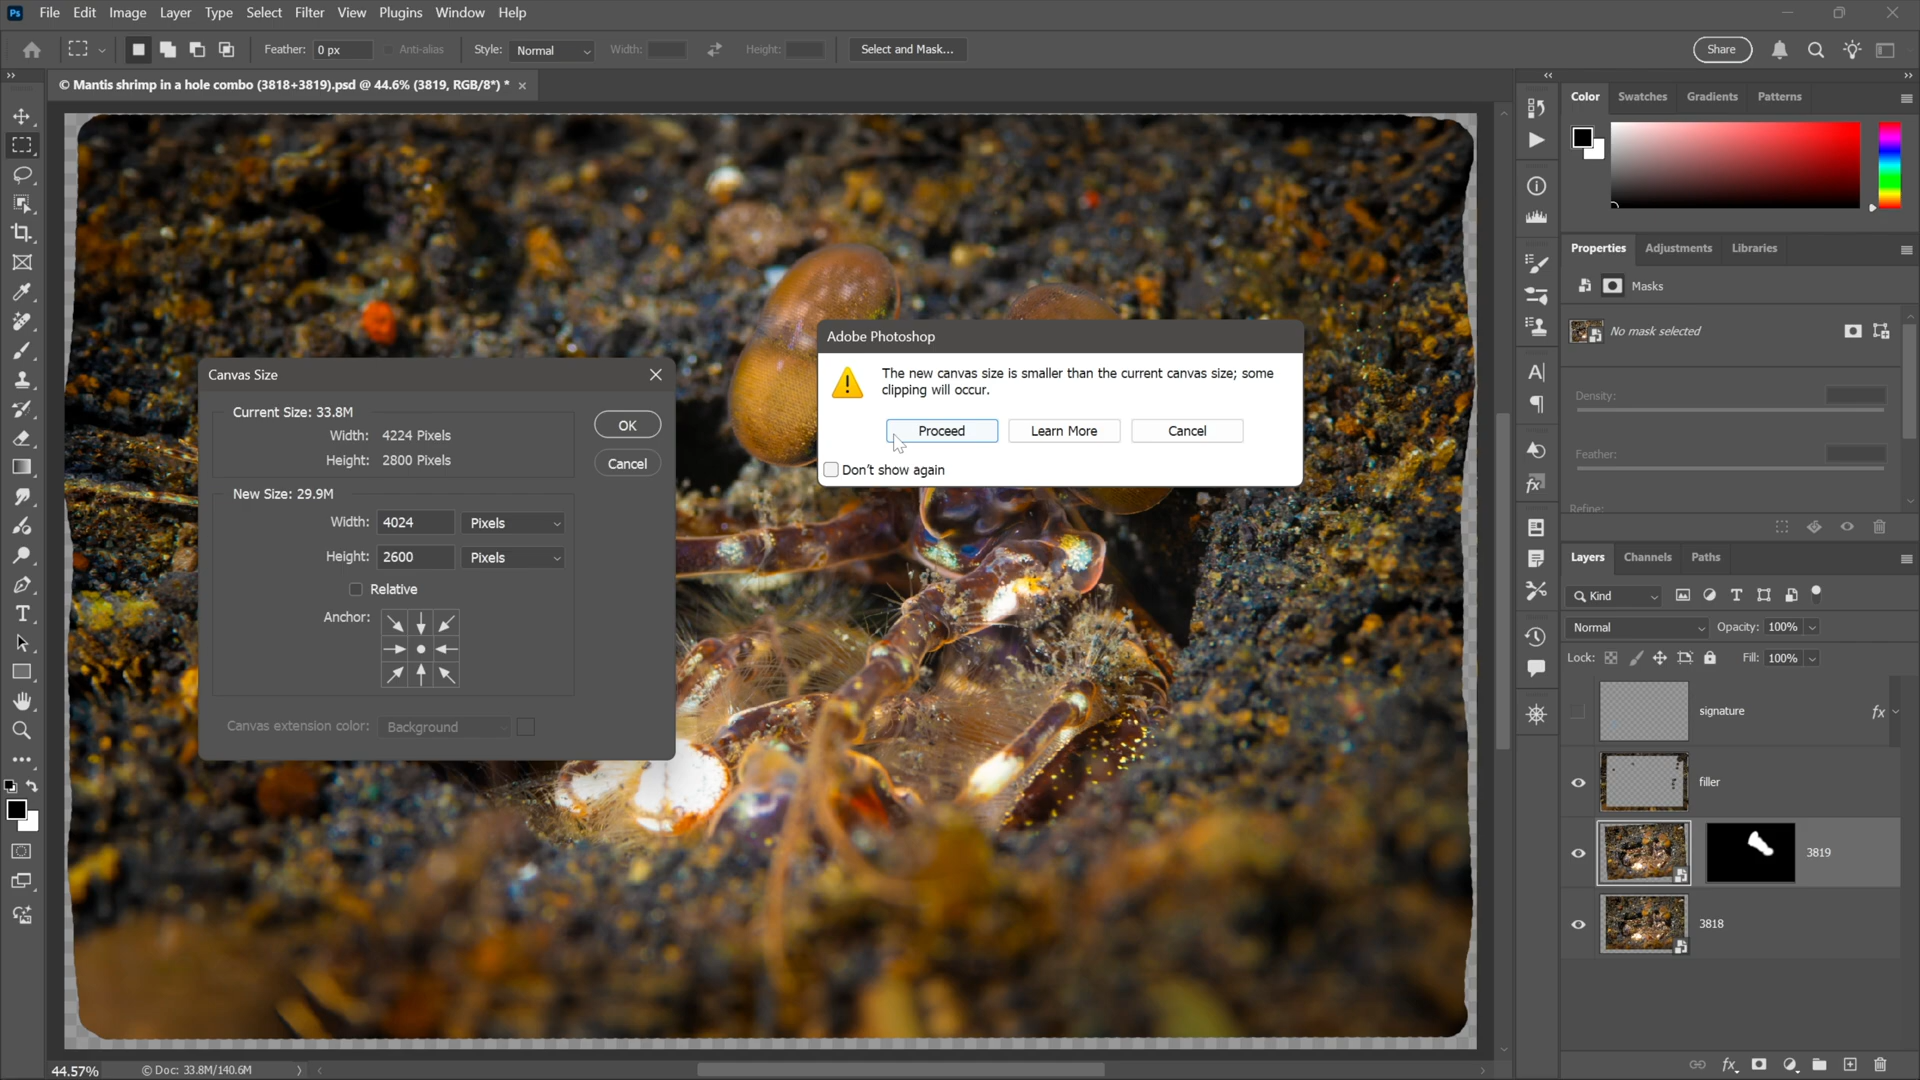 Ps File Edit Image Layer Type Select Filter View Plugins Window Help
Feather: 0 px Anti-alias Style: Normal Width: Height: Select and Mask... Share
© Mantis shrimp in a hole combo (3818+3819).psd @ 44.6% (3819, RGB/8*) *
Color Swatches Gradients Patterns
Properties Adjustments Libraries
Masks
No mask selected
Density:
Feather:
Refine:
Adobe Photoshop
The new canvas size is smaller than the current canvas size; some
clipping will occur.
Proceed Learn More Cancel
Don't show again
Canvas Size
Current Size: 33.8M
Width: 4224 Pixels
Height: 2800 Pixels
OK
Cancel
New Size: 29.9M
Width: 4024 Pixels
Height: 2600 Pixels
Relative
Anchor:
Canvas extension color: Background
Layers Channels Paths
Kind
Normal Opacity: 100%
Lock: Fill: 100%
signature fx
filler
3819
3818
44.57% © Doc: 33.8M/140.6M